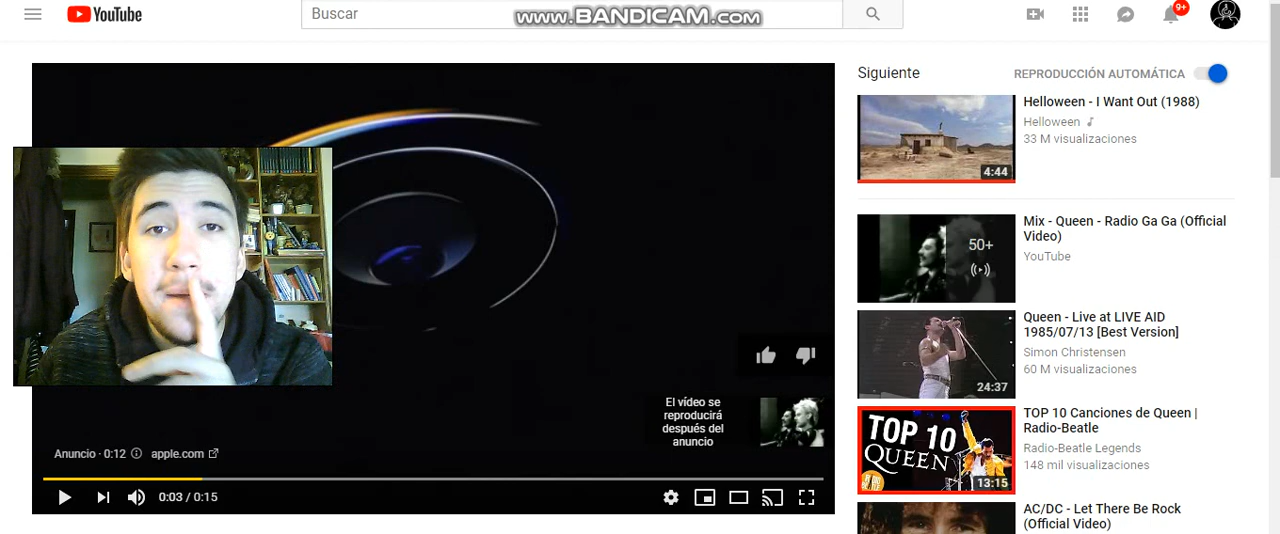 YouTube
Buscar
www.BANDICAM.com
9+
Siguiente
REPRODUCCIÓN AUTOMÁTICA
4:44
Helloween - I Want Out (1988)
Helloween
33 M visualizaciones
50+
Mix - Queen - Radio Ga Ga (Official
Video)
YouTube
24:37
Queen - Live at LIVE AID
1985/07/13 [Best Version]
Simon Christensen
60 M visualizaciones
TOP 10
QUEEN
13:15
TOP 10 Canciones de Queen |
Radio-Beatle
Radio-Beatle Legends
148 mil visualizaciones
AC/DC - Let There Be Rock
(Official Video)
El vídeo se
reproducirá
después del
anuncio
Anuncio · 0:12
apple.com
0:03 / 0:15